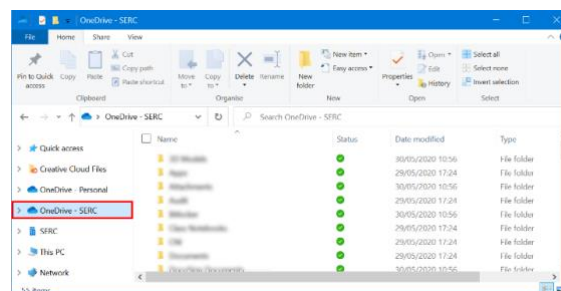 OneDrive - SERC
File Home Share View
Pin to Quick access
Copy
Paste
Cut
Copy path
Paste shortcut
Move to
Copy to
Delete
Rename
New folder
New item
Easy access
Properties
Open
Edit
History
Select all
Select none
Invert selection
Clipboard Organise New Open Select
OneDrive - SERC
Search OneDrive - SERC
Quick access
Creative Cloud Files
OneDrive - Personal
OneDrive - SERC
SERC
This PC
Network
Name Status Date modified Type
30/05/2020 10:56 File folder
29/05/2020 17:24 File folder
30/05/2020 10:56 File folder
29/05/2020 17:24 File folder
30/05/2020 10:56 File folder
29/05/2020 17:24 File folder
29/05/2020 17:24 File folder
29/05/2020 17:24 File folder
30/05/2020 10:56 File folder
55 items